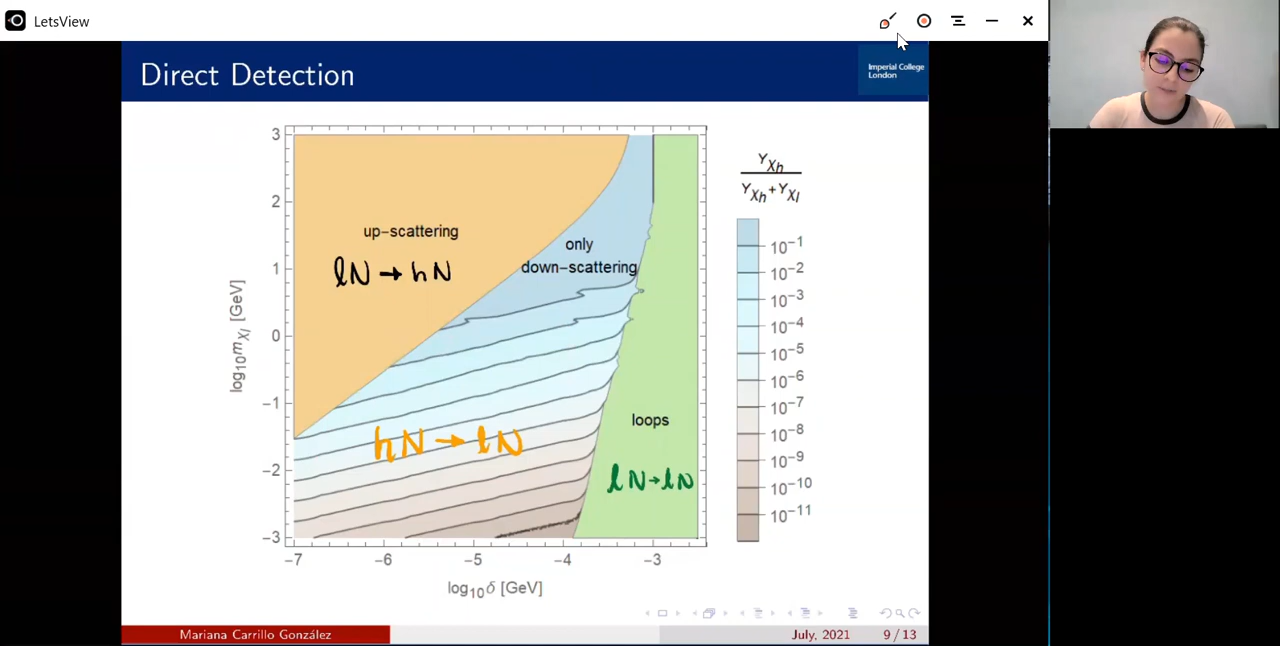 LetsView
Direct Detection
Imperial College
London
up-scattering
lN → hN
only
down-scattering
hN → lN
loops
lN → lN
3
2
1
0
−1
−2
−3
log10 mχl [GeV]
−7 −6 −5 −4 −3
log10 δ [GeV]
Yχh
Yχh+Yχl
10^-1
10^-2
10^-3
10^-4
10^-5
10^-6
10^-7
10^-8
10^-9
10^-10
10^-11
Mariana Carrillo González
July, 2021 9 / 13